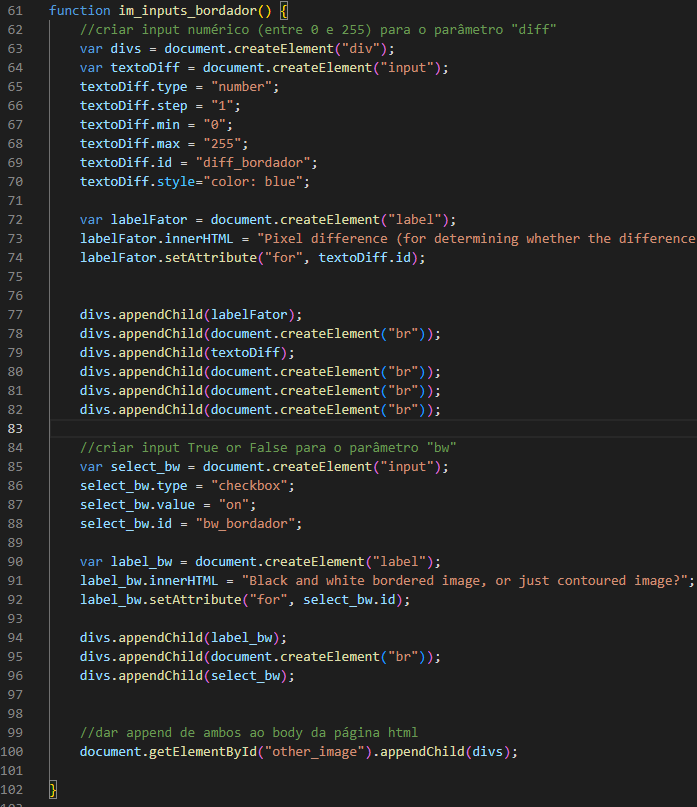 61 function im_inputs_bordador() {
62 //criar input numérico (entre 0 e 255) para o parâmetro "diff"
63 var divs = document.createElement("div");
64 var textoDiff = document.createElement("input");
65 textoDiff.type = "number";
66 textoDiff.step = "1";
67 textoDiff.min = "0";
68 textoDiff.max = "255";
69 textoDiff.id = "diff_bordador";
70 textoDiff.style="color: blue";
71
72 var labelFator = document.createElement("label");
73 labelFator.innerHTML = "Pixel difference (for determining whether the difference
74 labelFator.setAttribute("for", textoDiff.id);
75
76
77 divs.appendChild(labelFator);
78 divs.appendChild(document.createElement("br"));
79 divs.appendChild(textoDiff);
80 divs.appendChild(document.createElement("br"));
81 divs.appendChild(document.createElement("br"));
82 divs.appendChild(document.createElement("br"));
83
84 //criar input True or False para o parâmetro "bw"
85 var select_bw = document.createElement("input");
86 select_bw.type = "checkbox";
87 select_bw.value = "on";
88 select_bw.id = "bw_bordador";
89
90 var label_bw = document.createElement("label");
91 label_bw.innerHTML = "Black and white bordered image, or just contoured image?";
92 label_bw.setAttribute("for", select_bw.id);
93
94 divs.appendChild(label_bw);
95 divs.appendChild(document.createElement("br"));
96 divs.appendChild(select_bw);
97
98
99 //dar append de ambos ao body da página html
100 document.getElementById("other_image").appendChild(divs);
101
102 }